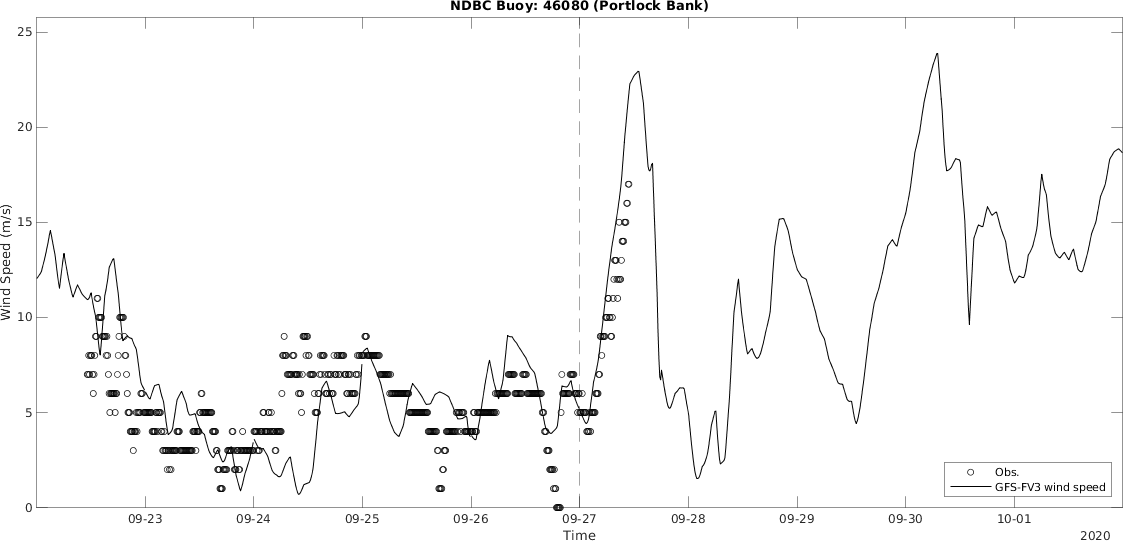 NDBC Buoy: 46080 (Portlock Bank)
25
20
15
10
5
0
Wind Speed (m/s)
09-23 09-24 09-25 09-26 09-27 09-28 09-29 09-30 10-01
Time
2020
Obs.
GFS-FV3 wind speed